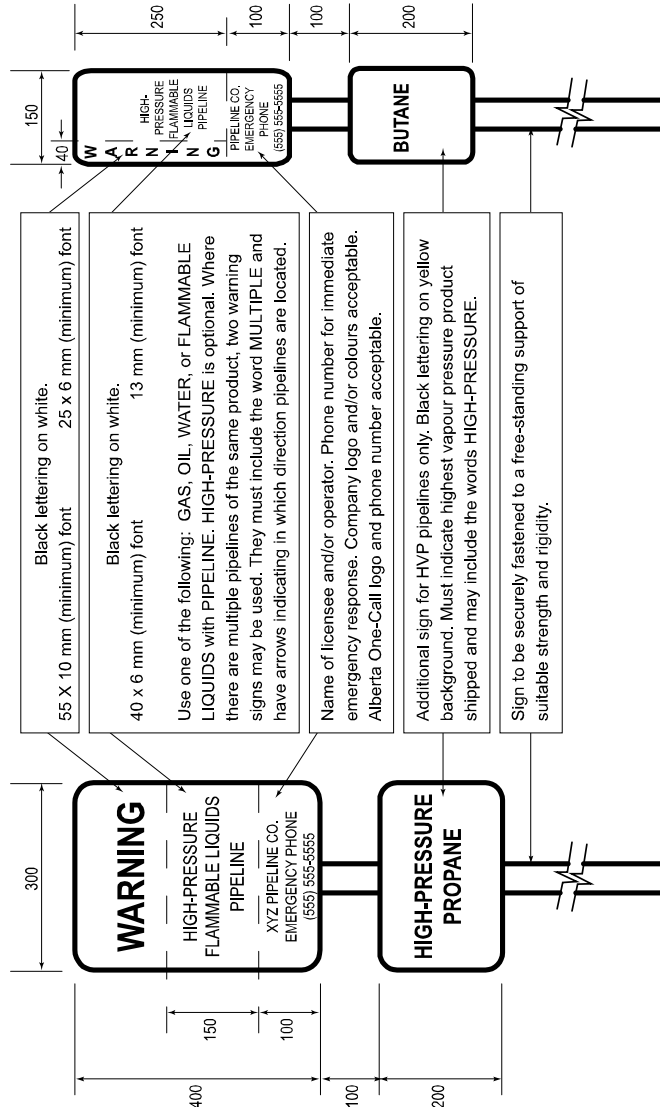 300
400
150
100
100
200
WARNING
HIGH-PRESSURE
FLAMMABLE LIQUIDS
PIPELINE
XYZ PIPELINE CO.
EMERGENCY PHONE
(555) 555-5555
HIGH-PRESSURE
PROPANE
Black lettering on white.
55 X 10 mm (minimum) font 25 x 6 mm (minimum) font
Black lettering on white.
40 x 6 mm (minimum) font 13 mm (minimum) font
Use one of the following: GAS, OIL, WATER, or FLAMMABLE
LIQUIDS with PIPELINE. HIGH-PRESSURE is optional. Where
there are multiple pipelines of the same product, two warning
signs may be used. They must include the word MULTIPLE and
have arrows indicating in which direction pipelines are located.
Name of licensee and/or operator. Phone number for immediate
emergency response. Company logo and/or colours acceptable.
Alberta One-Call logo and phone number acceptable.
Additional sign for HVP pipelines only. Black lettering on yellow
background. Must indicate highest vapour pressure product
shipped and may include the words HIGH-PRESSURE.
Sign to be securely fastened to a free-standing support of
suitable strength and rigidity.
40
150
250
100
100
200
WARNING
HIGH-
PRESSURE
FLAMMABLE
LIQUIDS
PIPELINE
PIPELINE CO.
EMERGENCY
PHONE
(555) 555-5555
BUTANE